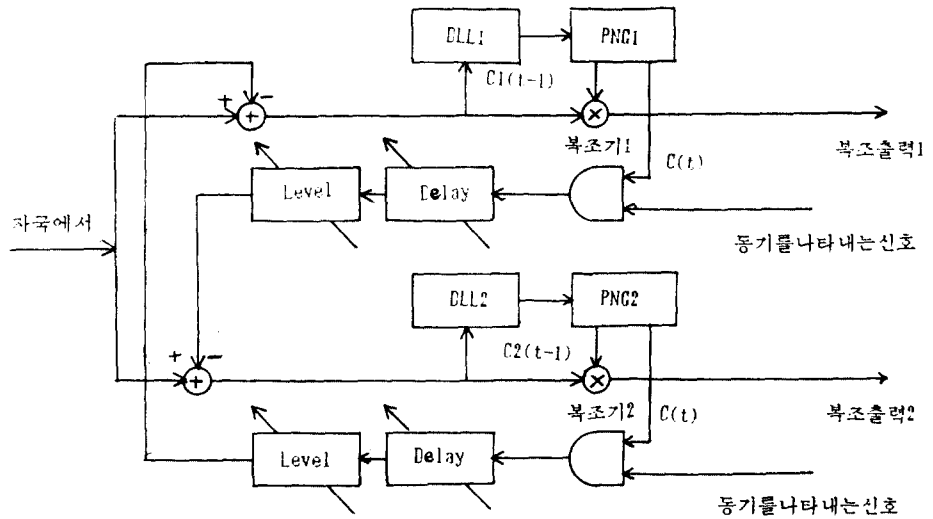 DLL1
PNG1
C1(t-1)
+
-
+
×
복조기1
C(t)
복조출력1
Level
Delay
자국에서
동기를나타내는신호
DLL2
PNG2
C2(t-1)
+
-
+
×
복조기2
C(t)
복조출력2
Level
Delay
동기를나타내는신호